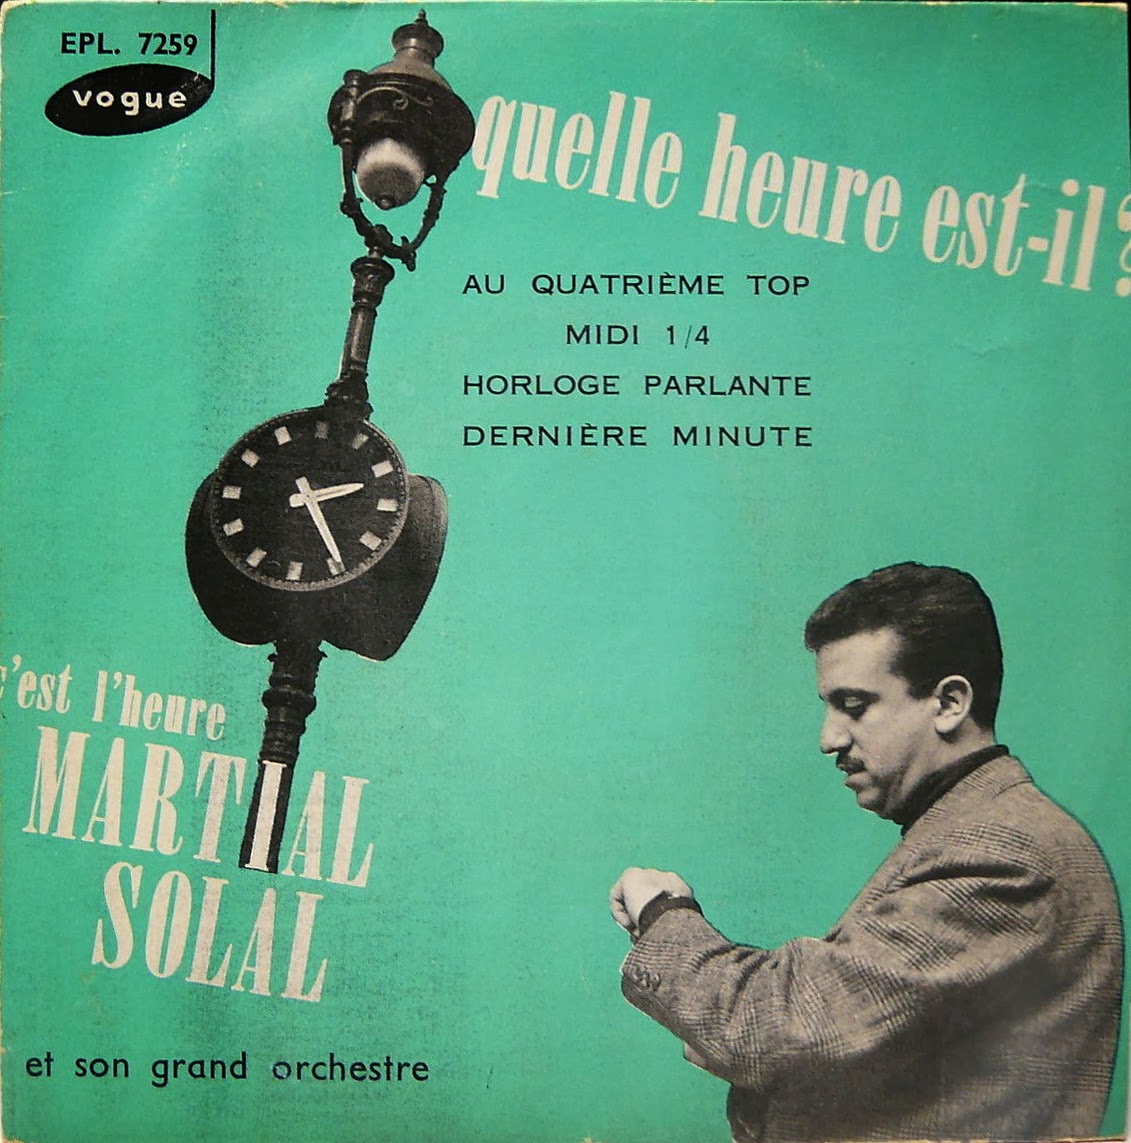 EPL. 7259
vogue
quelle heure est-il ?
AU QUATRIÈME TOP
MIDI 1/4
HORLOGE PARLANTE
DERNIÈRE MINUTE
c'est l'heure
MARTIAL
SOLAL
et son grand orchestre